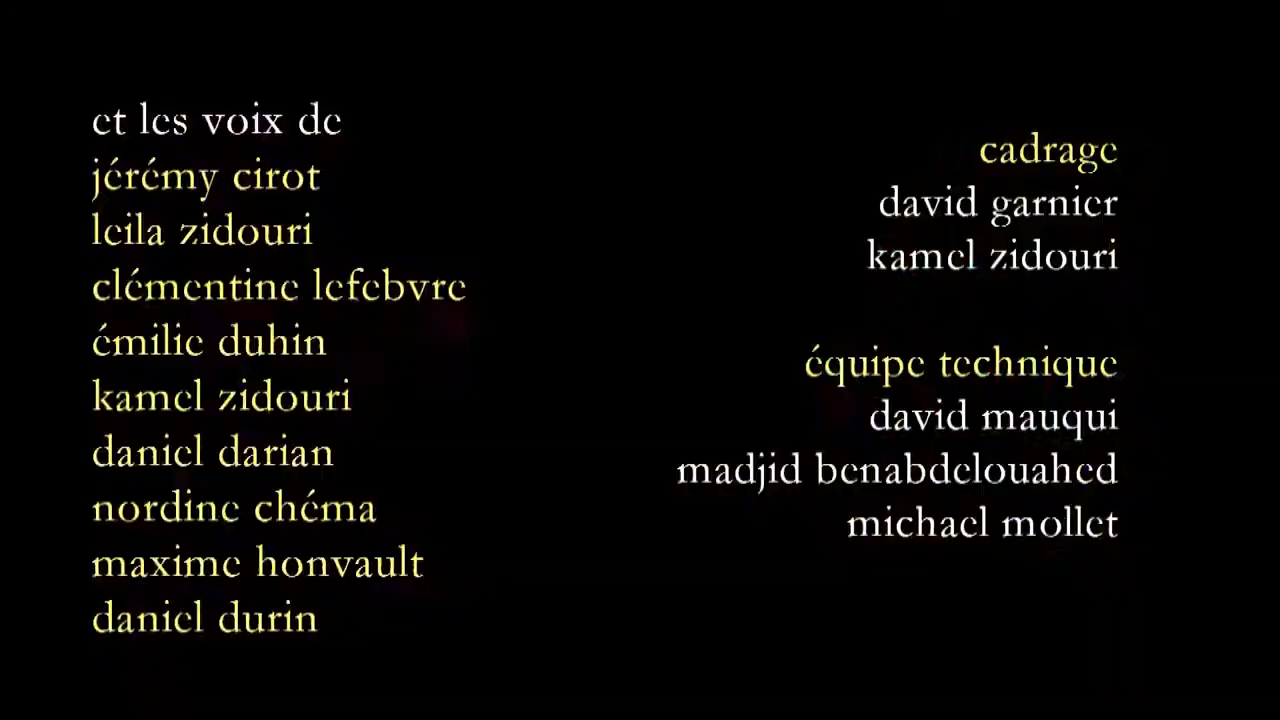 et les voix de
jérémy cirot
leila zidouri
clémentine lefebvre
émilie duhin
kamel zidouri
daniel darian
nordine chéma
maxime honvault
daniel durin
cadrage
david garnier
kamel zidouri
équipe technique
david mauqui
madjid benabdelouahed
michael mollet